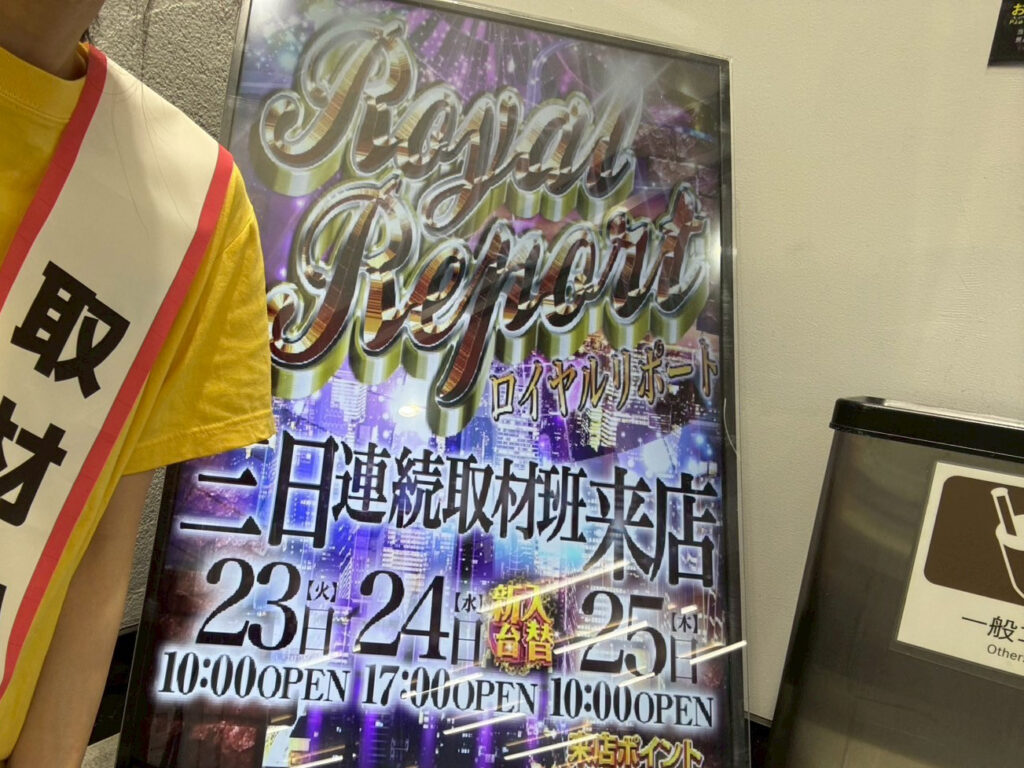 取材
Royal
Report
ロイヤルリポート
三日連続取材班来店
23日【火】 24日【水】 新台入替 25日【木】
10:00OPEN 17:00OPEN 10:00OPEN
来店ポイント
一般
Others